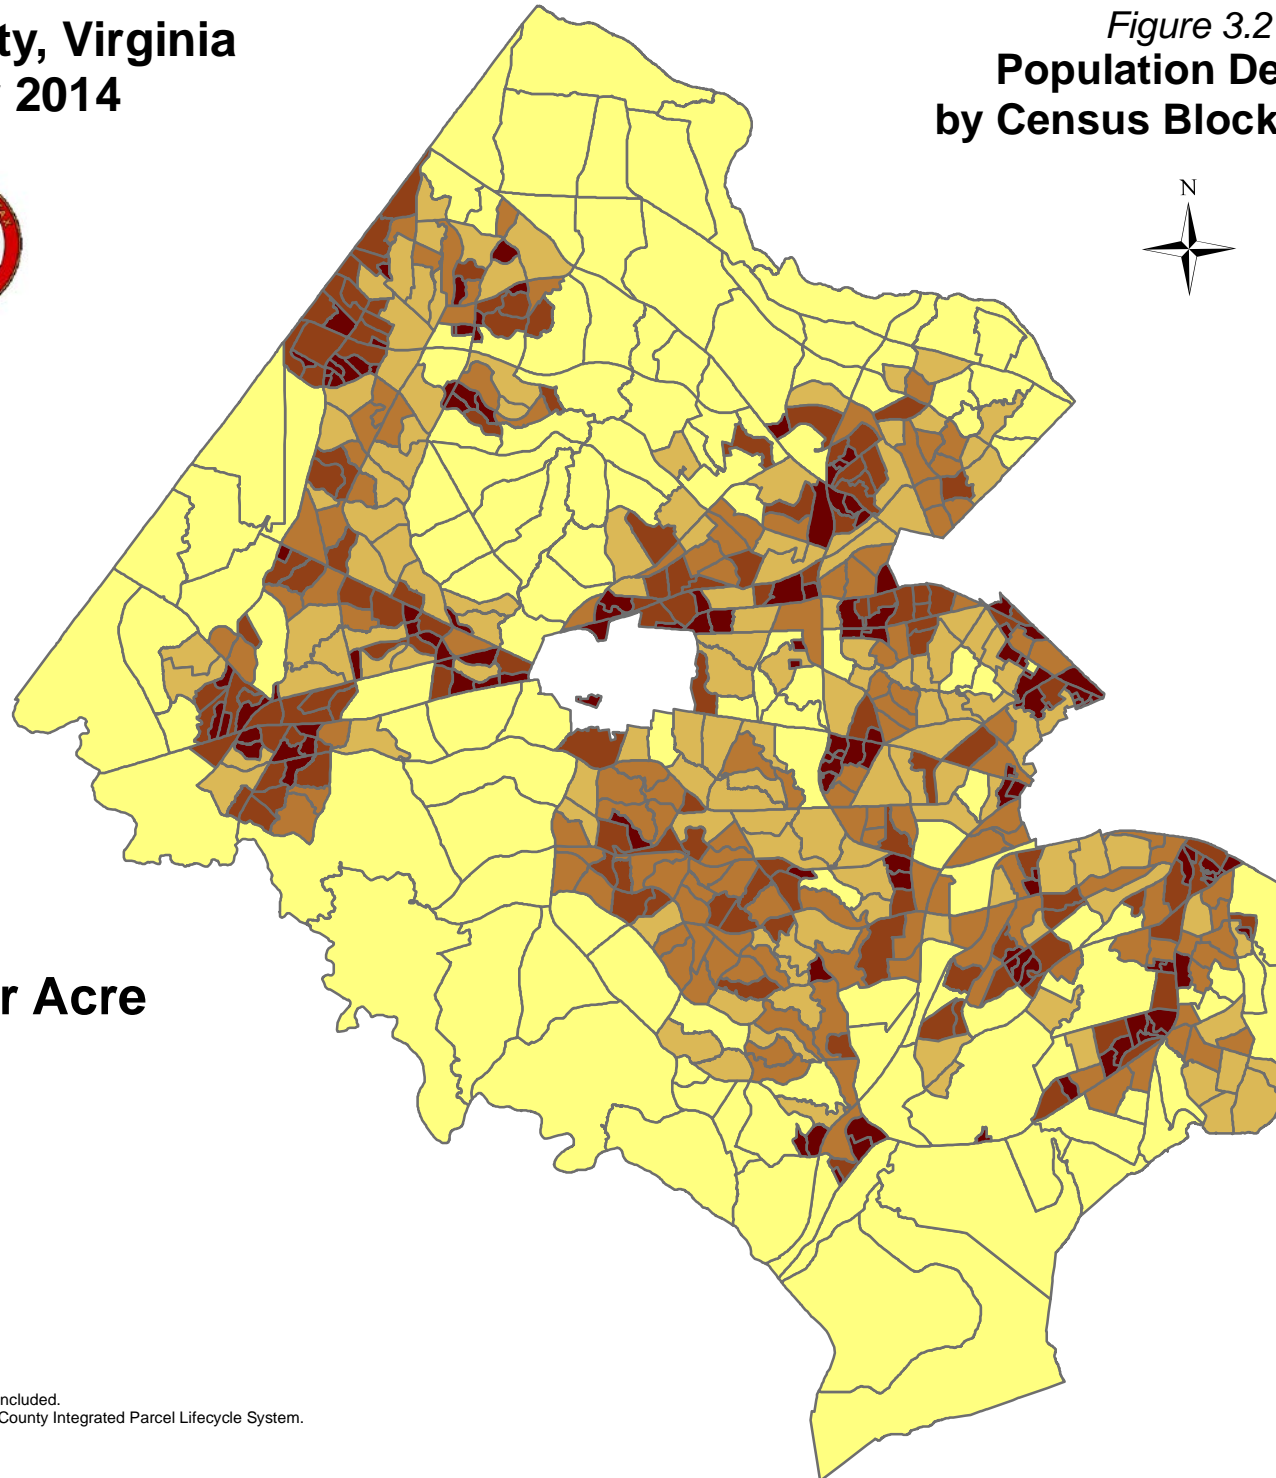 ty, Virginia
2014
Figure 3.2
Population De
by Census Block
N
r Acre
ncluded.
County Integrated Parcel Lifecycle System.